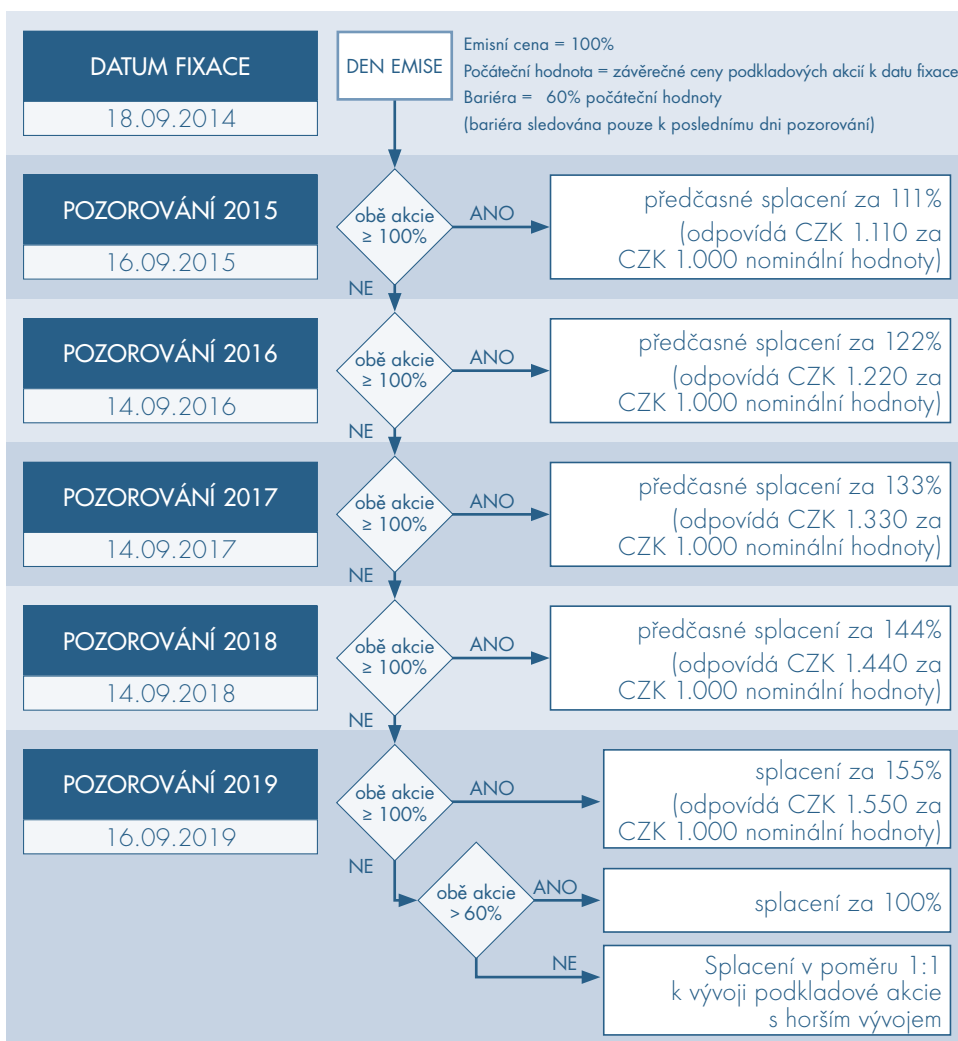 DATUM FIXACE
18.09.2014
DEN EMISE
Emisní cena = 100%
Počáteční hodnota = závěrečné ceny podkladových akcií k datu fixace
Bariéra = 60% počáteční hodnoty
(bariéra sledována pouze k poslednímu dni pozorování)
POZOROVÁNÍ 2015
16.09.2015
obě akcie
≥ 100%
ANO
předčasné splacení za 111%
(odpovídá CZK 1.110 za
CZK 1.000 nominální hodnoty)
NE
POZOROVÁNÍ 2016
14.09.2016
obě akcie
≥ 100%
ANO
předčasné splacení za 122%
(odpovídá CZK 1.220 za
CZK 1.000 nominální hodnoty)
NE
POZOROVÁNÍ 2017
14.09.2017
obě akcie
≥ 100%
ANO
předčasné splacení za 133%
(odpovídá CZK 1.330 za
CZK 1.000 nominální hodnoty)
NE
POZOROVÁNÍ 2018
14.09.2018
obě akcie
≥ 100%
ANO
předčasné splacení za 144%
(odpovídá CZK 1.440 za
CZK 1.000 nominální hodnoty)
NE
POZOROVÁNÍ 2019
16.09.2019
obě akcie
≥ 100%
ANO
splacení za 155%
(odpovídá CZK 1.550 za
CZK 1.000 nominální hodnoty)
NE
obě akcie
> 60%
ANO
splacení za 100%
NE
Splacení v poměru 1:1
k vývoji podkladové akcie
s horším vývojem